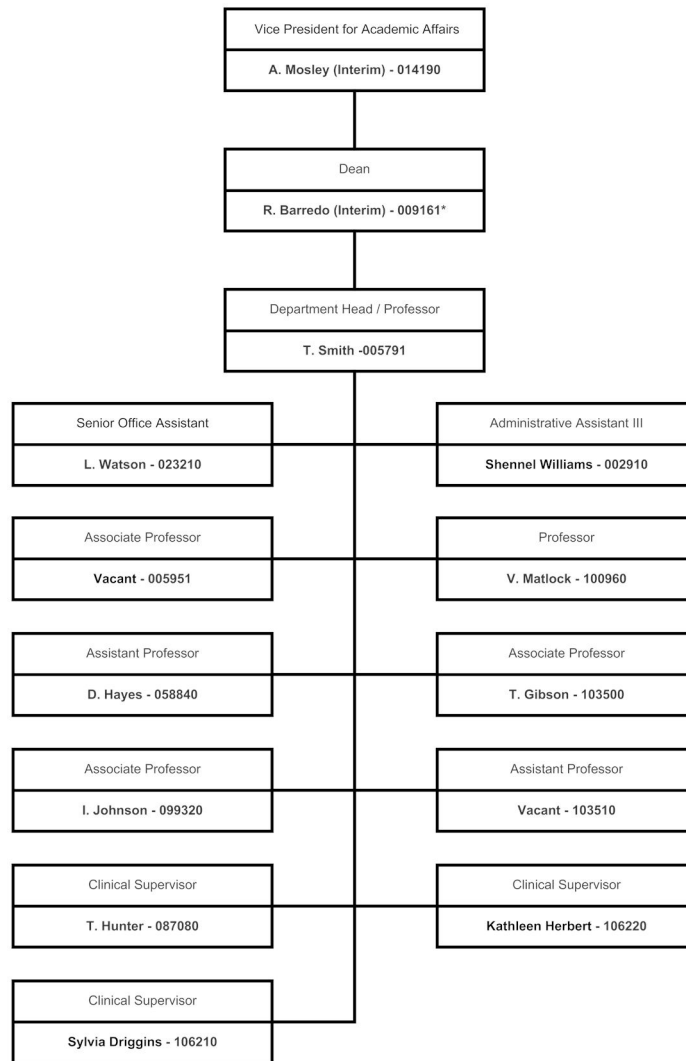 Vice President for Academic Affairs
A. Mosley (Interim) - 014190
Dean
R. Barredo (Interim) - 009161*
Department Head / Professor
T. Smith -005791
Senior Office Assistant
L. Watson - 023210
Administrative Assistant III
Shennel Williams - 002910
Associate Professor
Vacant - 005951
Professor
V. Matlock - 100960
Assistant Professor
D. Hayes - 058840
Associate Professor
T. Gibson - 103500
Associate Professor
I. Johnson - 099320
Assistant Professor
Vacant - 103510
Clinical Supervisor
T. Hunter - 087080
Clinical Supervisor
Kathleen Herbert - 106220
Clinical Supervisor
Sylvia Driggins - 106210